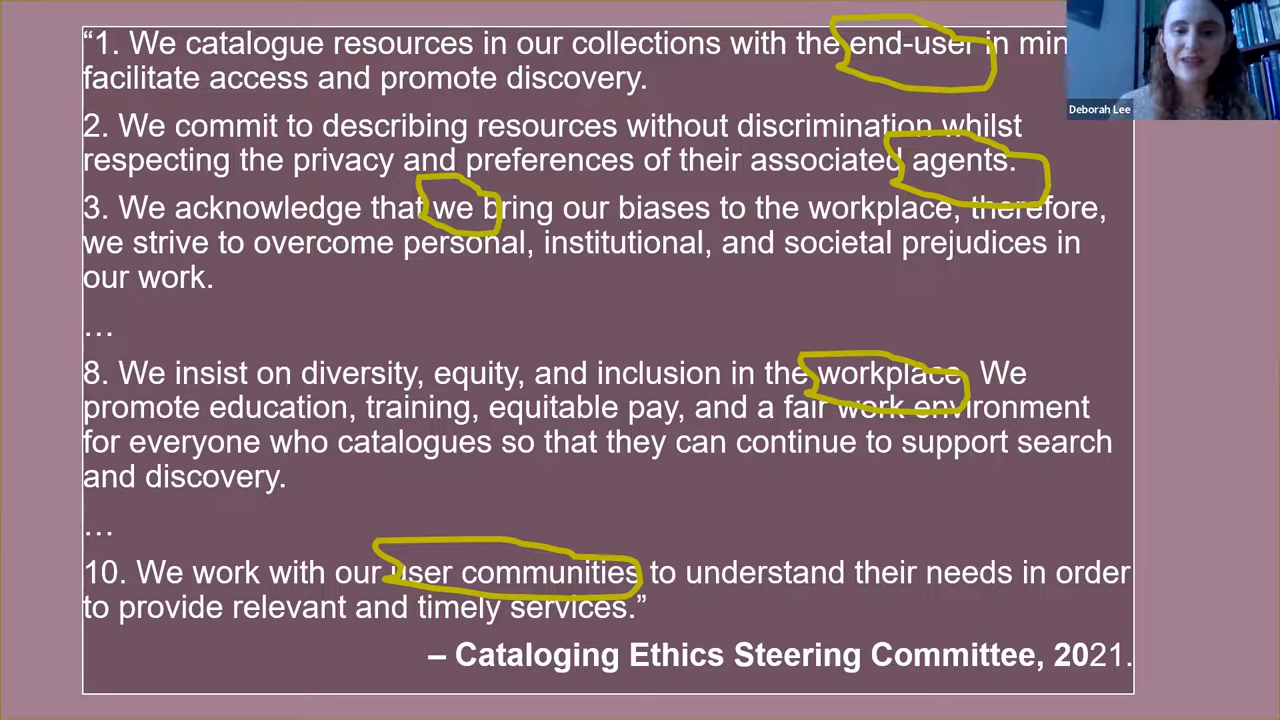 “1. We catalogue resources in our collections with the end-user in min
facilitate access and promote discovery.
2. We commit to describing resources without discrimination whilst
respecting the privacy and preferences of their associated agents.
3. We acknowledge that we bring our biases to the workplace, therefore,
we strive to overcome personal, institutional, and societal prejudices in
our work.
…
8. We insist on diversity, equity, and inclusion in the workplace. We
promote education, training, equitable pay, and a fair work environment
for everyone who catalogues so that they can continue to support search
and discovery.
…
10. We work with our user communities to understand their needs in order
to provide relevant and timely services.”
– Cataloging Ethics Steering Committee, 2021.
Deborah Lee